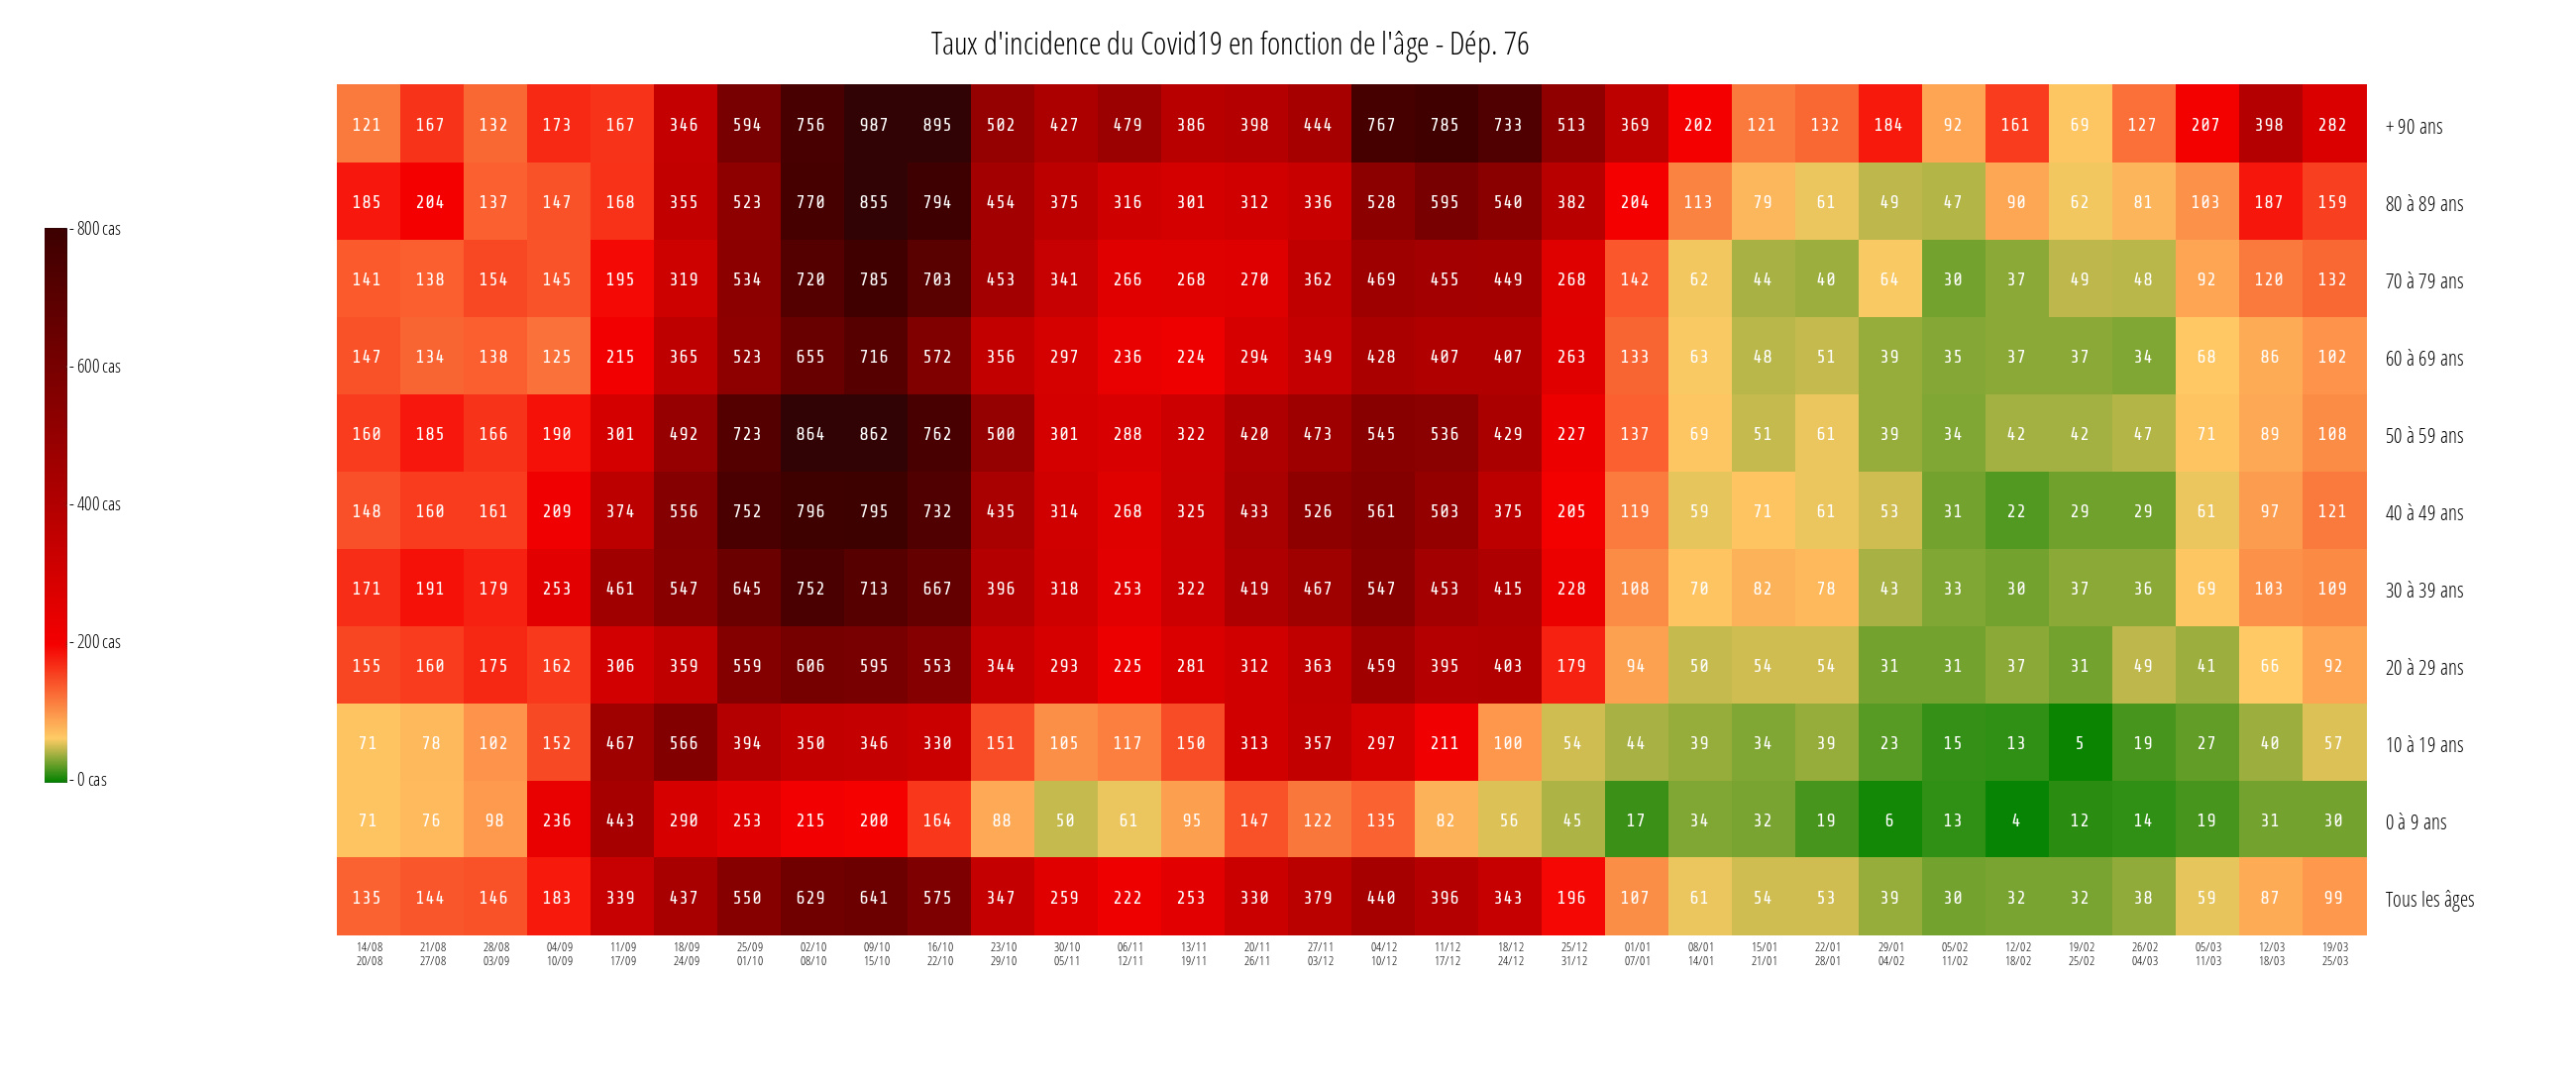 Taux d'incidence du Covid19 en fonction de l'âge - Dép. 76
- 800 cas
- 600 cas
- 400 cas
- 200 cas
- 0 cas
121 167 132 173 167 346 594 756 987 895 502 427 479 386 398 444 767 785 733 513 369 202 121 132 184 92 161 69 127 207 398 282 + 90 ans
185 204 137 147 168 355 523 770 855 794 454 375 316 301 312 336 528 595 540 382 204 113 79 61 49 47 90 62 81 103 187 159 80 à 89 ans
141 138 154 145 195 319 534 720 785 703 453 341 266 268 270 362 469 455 449 268 142 62 44 40 64 30 37 49 48 92 120 132 70 à 79 ans
147 134 138 125 215 365 523 655 716 572 356 297 236 224 294 349 428 407 407 263 133 63 48 51 39 35 37 37 34 68 86 102 60 à 69 ans
160 185 166 190 301 492 723 864 862 762 500 301 288 322 420 473 545 536 429 227 137 69 51 61 39 34 42 42 47 71 89 108 50 à 59 ans
148 160 161 209 374 556 752 796 795 732 435 314 268 325 433 526 561 503 375 205 119 59 71 61 53 31 22 29 29 61 97 121 40 à 49 ans
171 191 179 253 461 547 645 752 713 667 396 318 253 322 419 467 547 453 415 228 108 70 82 78 43 33 30 37 36 69 103 109 30 à 39 ans
155 160 175 162 306 359 559 606 595 553 344 293 225 281 312 363 459 395 403 179 94 50 54 54 31 31 37 31 49 41 66 92 20 à 29 ans
71 78 102 152 467 566 394 350 346 330 151 105 117 150 313 357 297 211 100 54 44 39 34 39 23 15 13 5 19 27 40 57 10 à 19 ans
71 76 98 236 443 290 253 215 200 164 88 50 61 95 147 122 135 82 56 45 17 34 32 19 6 13 4 12 14 19 31 30 0 à 9 ans
135 144 146 183 339 437 550 629 641 575 347 259 222 253 330 379 440 396 343 196 107 61 54 53 39 30 32 32 38 59 87 99 Tous les âges
14/08 21/08 28/08 04/09 11/09 18/09 25/09 02/10 09/10 16/10 23/10 30/10 06/11 13/11 20/11 27/11 04/12 11/12 18/12 25/12 01/01 08/01 15/01 22/01 29/01 05/02 12/02 19/02 26/02 05/03 12/03 19/03
20/08 27/08 03/09 10/09 17/09 24/09 01/10 08/10 15/10 22/10 29/10 05/11 12/11 19/11 26/11 03/12 10/12 17/12 24/12 31/12 07/01 14/01 21/01 28/01 04/02 11/02 18/02 25/02 04/03 11/03 18/03 25/03